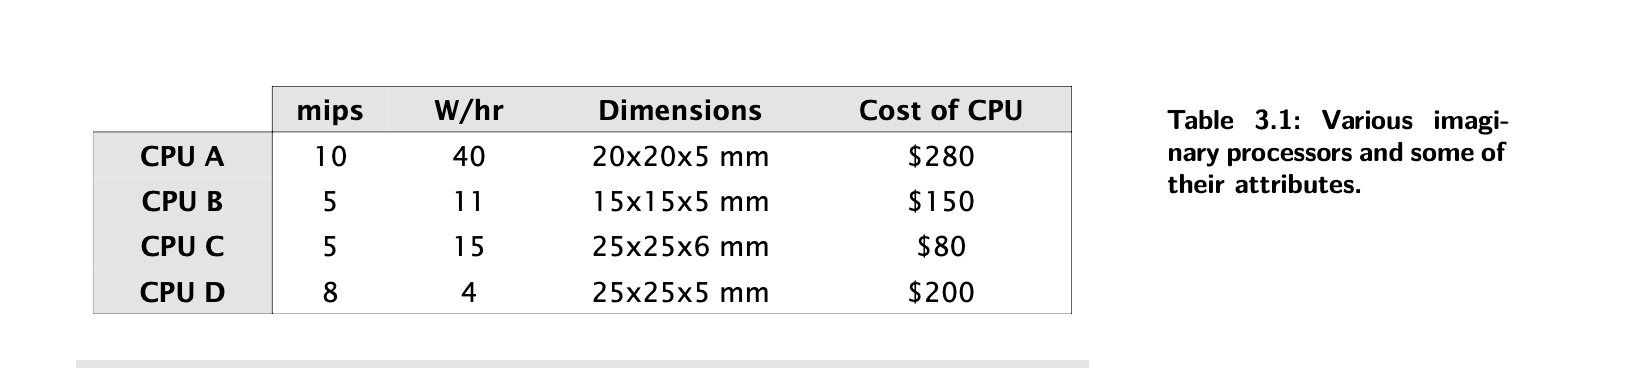 mips W/hr Dimensions Cost of CPU
CPU A 10 40 20x20x5 mm $280
CPU B 5 11 15x15x5 mm $150
CPU C 5 15 25x25x6 mm $80
CPU D 8 4 25x25x5 mm $200
Table 3.1: Various imagi-
nary processors and some of
their attributes.